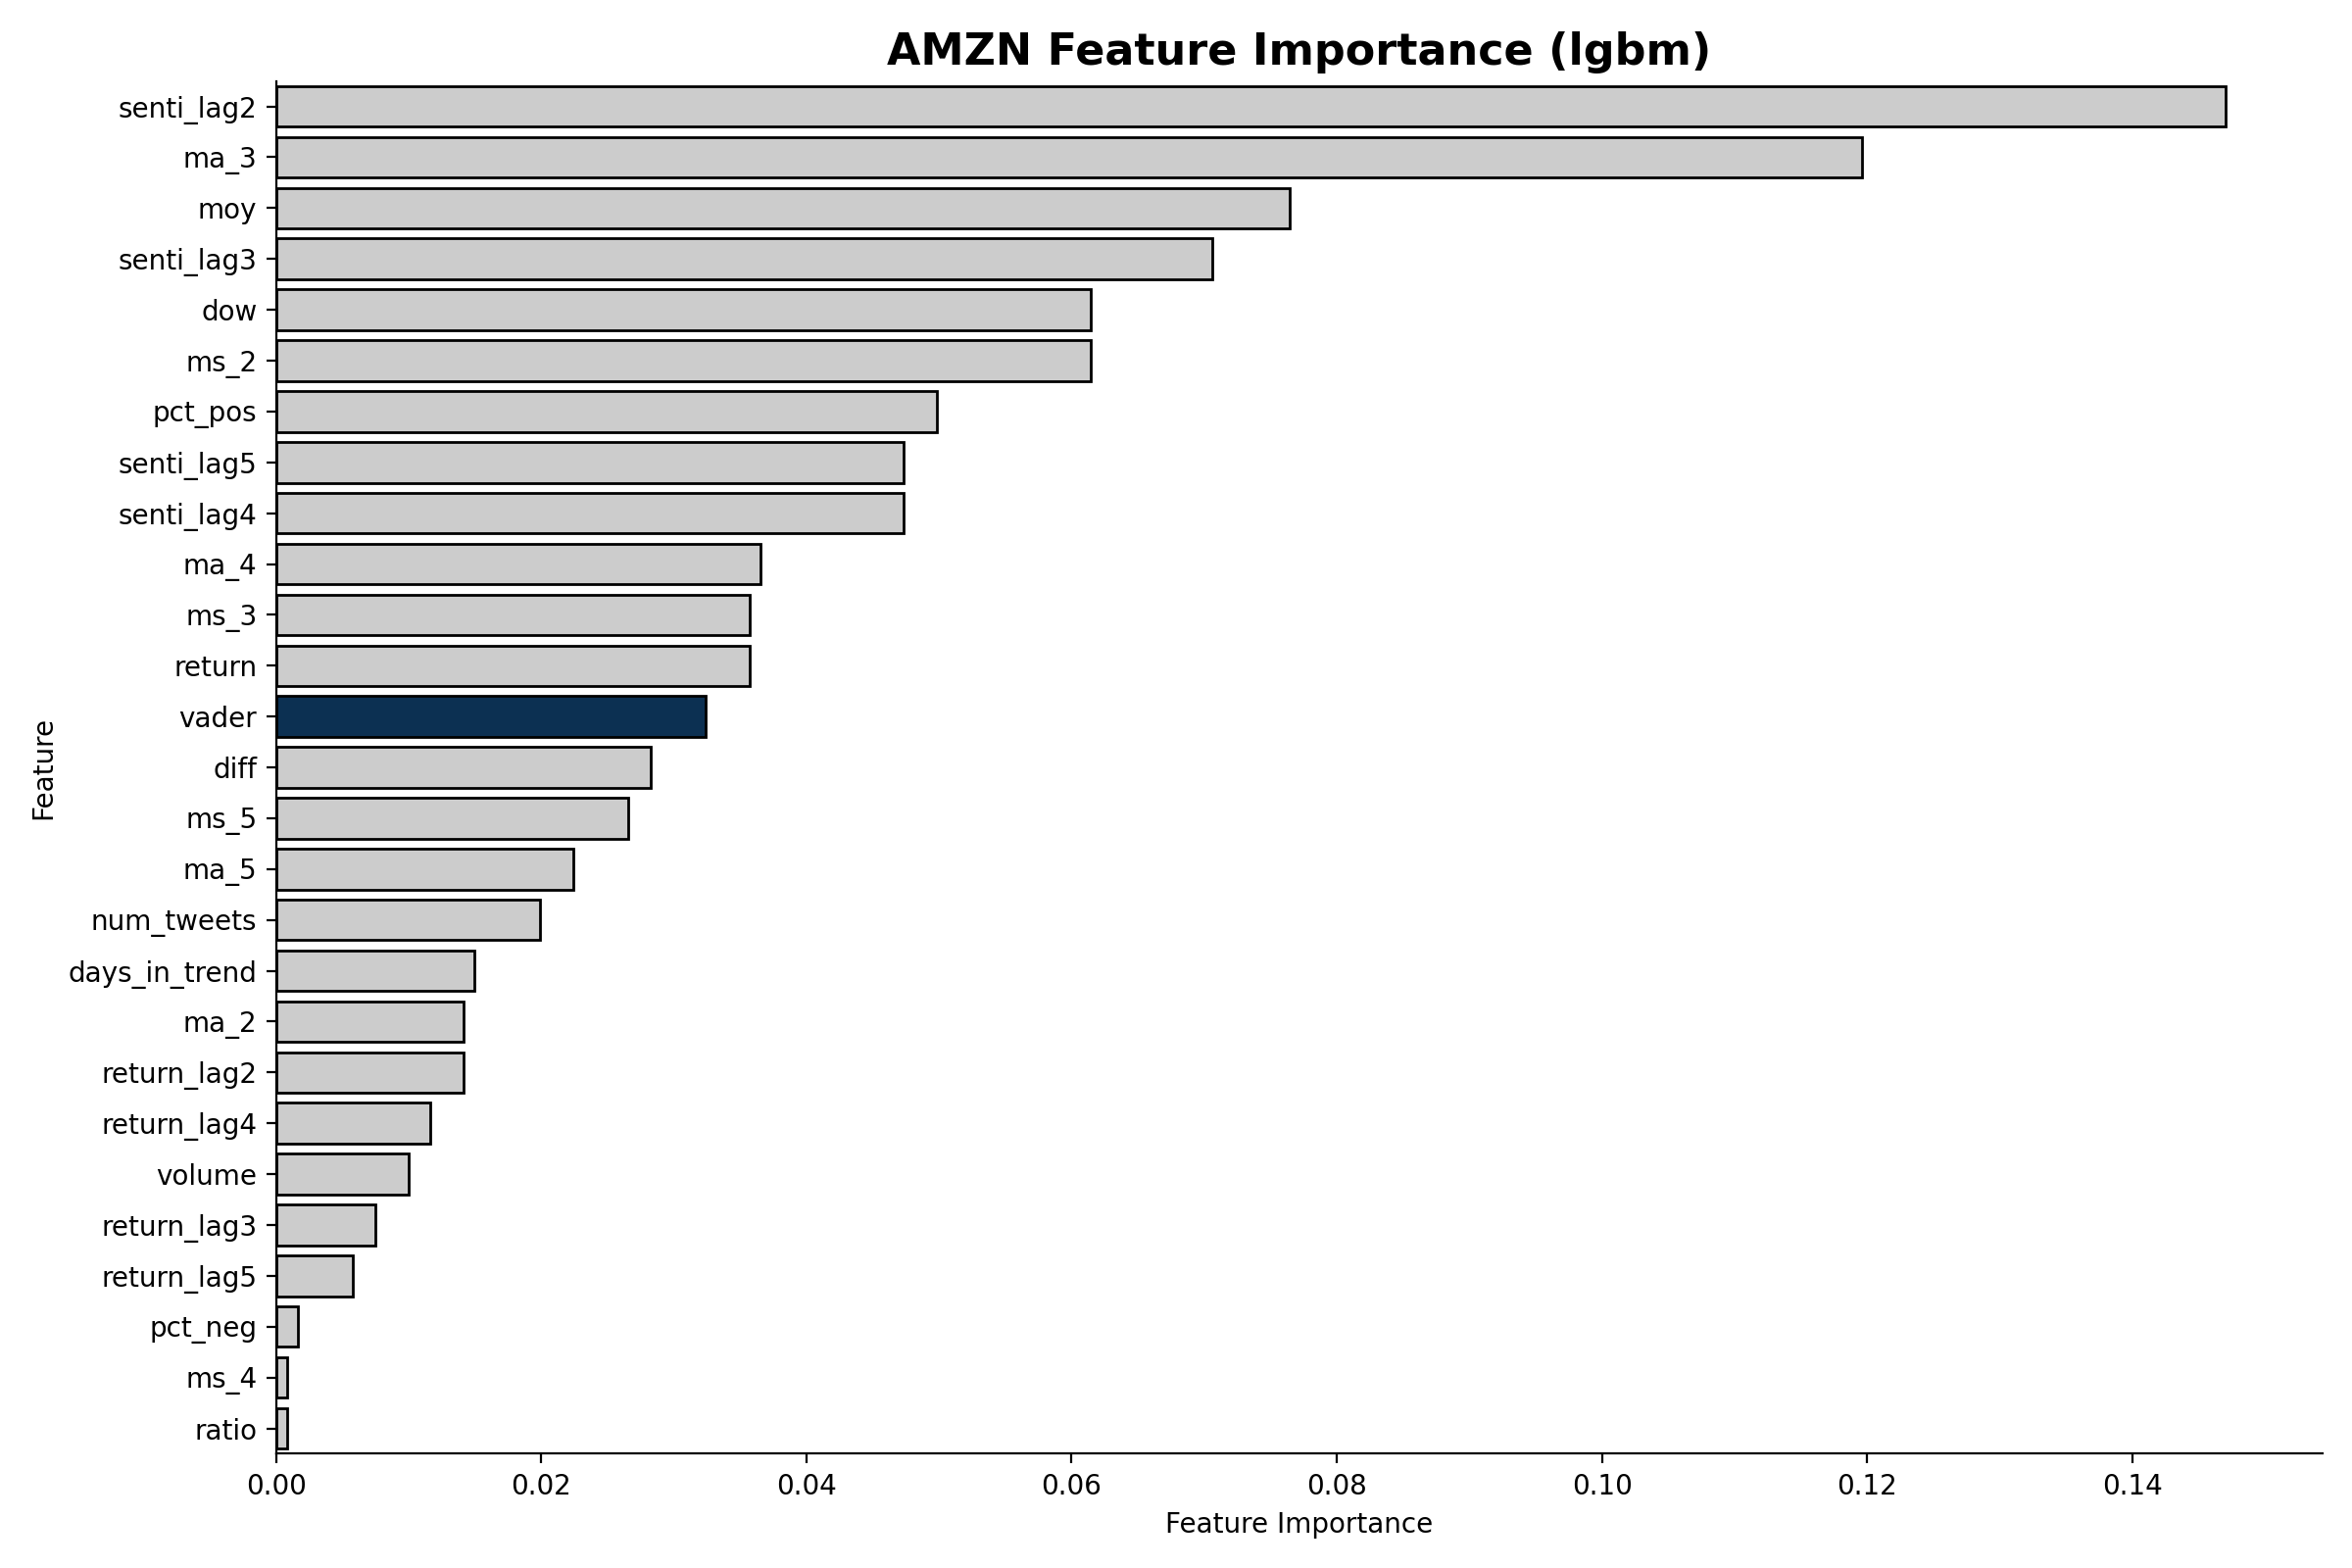 AMZN Feature Importance (lgbm)
senti_lag2
ma_3
moy
senti_lag3
dow
ms_2
pct_pos
senti_lag5
senti_lag4
ma_4
ms_3
return
vader
diff
ms_5
ma_5
num_tweets
days_in_trend
ma_2
return_lag2
return_lag4
volume
return_lag3
return_lag5
pct_neg
ms_4
ratio
Feature
0.00 0.02 0.04 0.06 0.08 0.10 0.12 0.14
Feature Importance